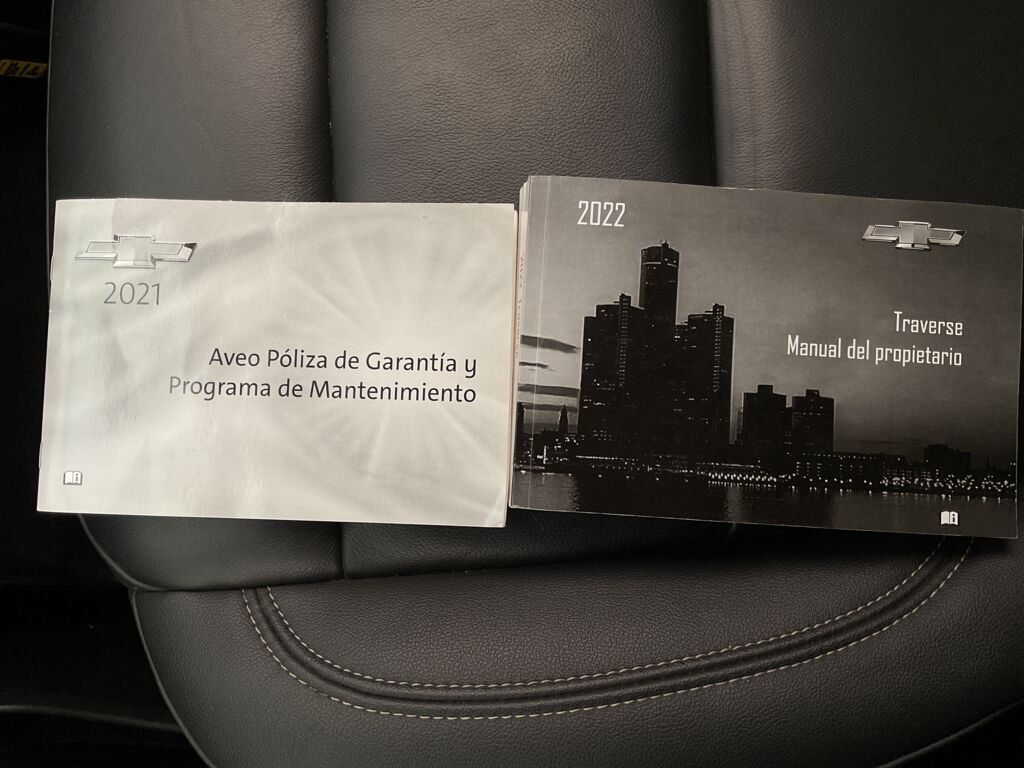 2021
Aveo Póliza de Garantía y
Programa de Mantenimiento
2022
Traverse
Manual del propietario